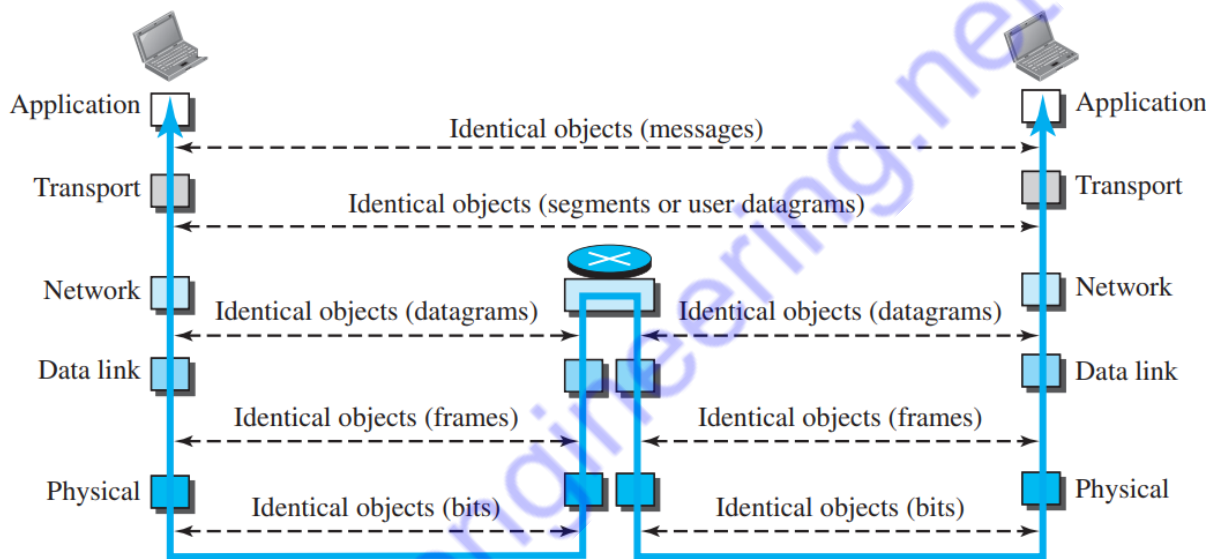 Application
Application
Identical objects (messages)
Transport
Transport
Identical objects (segments or user datagrams)
Network
Network
Identical objects (datagrams)
Identical objects (datagrams)
Data link
Data link
Identical objects (frames)
Identical objects (frames)
Physical
Physical
Identical objects (bits)
Identical objects (bits)
engineering.net